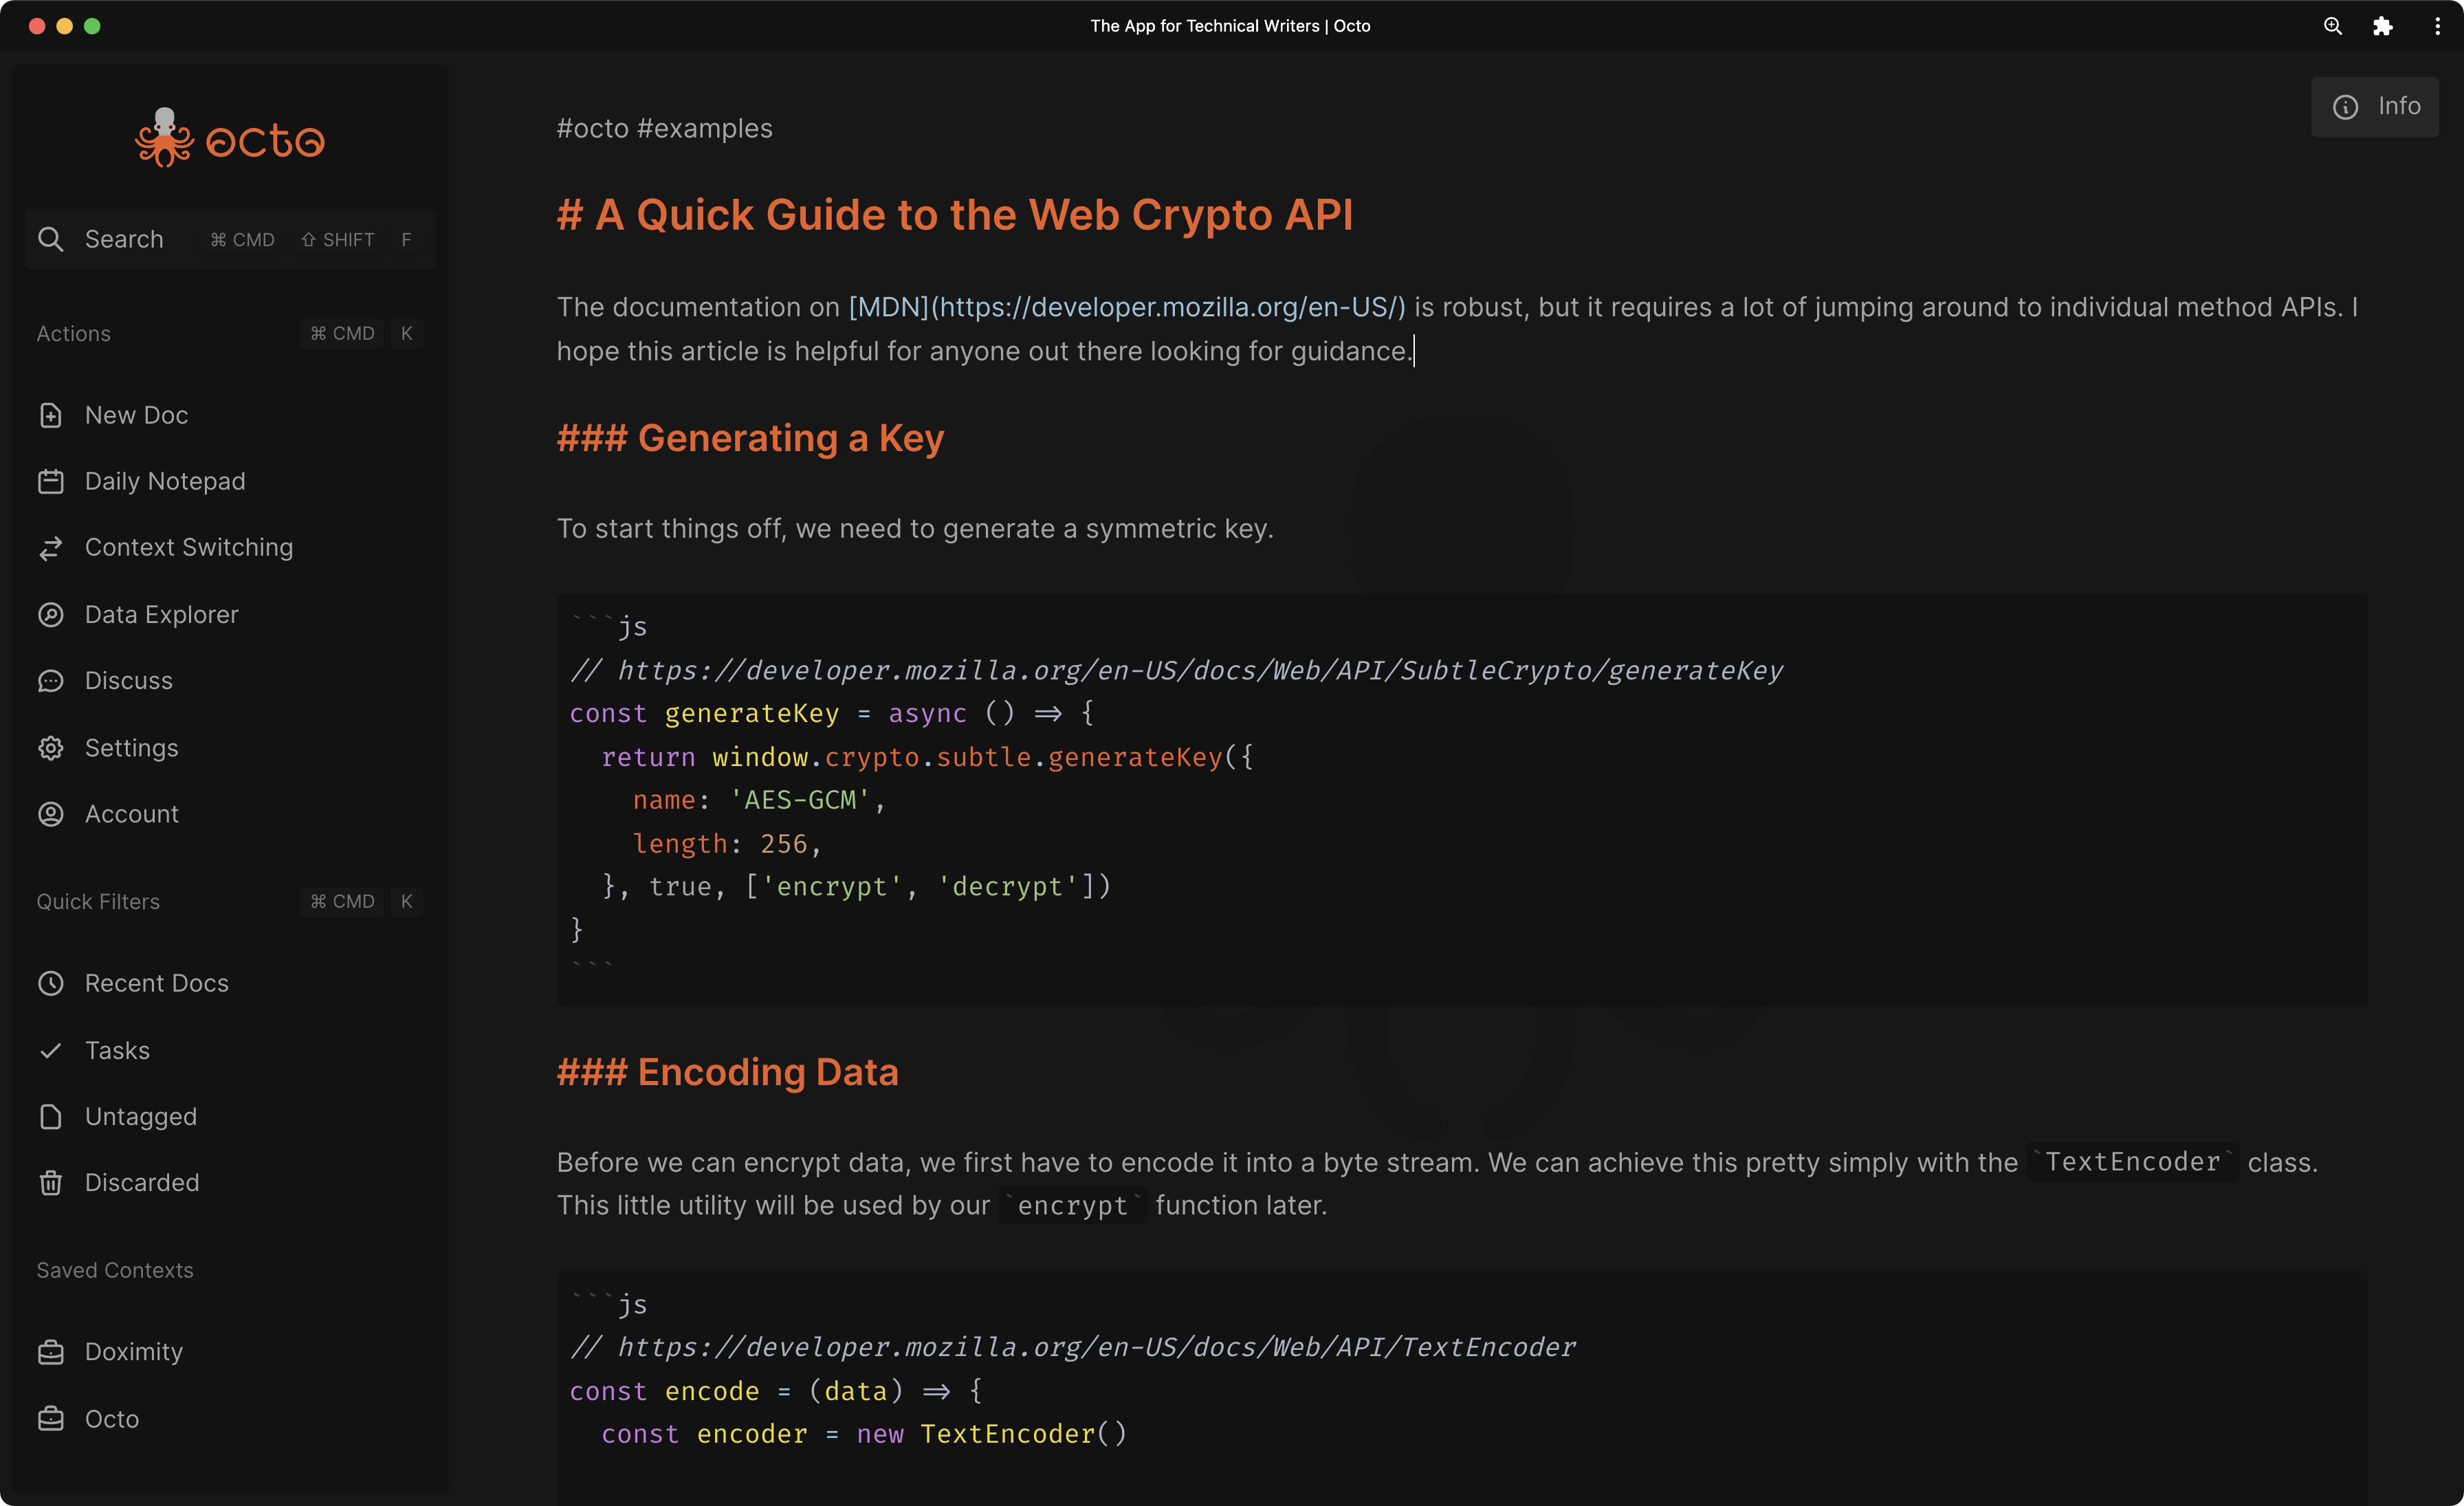 The App for Technical Writers | Octo
octo
Search ⌘ CMD ⇧ SHIFT F
Actions ⌘ CMD K
New Doc
Daily Notepad
Context Switching
Data Explorer
Discuss
Settings
Account
Quick Filters ⌘ CMD K
Recent Docs
Tasks
Untagged
Discarded
Saved Contexts
Doximity
Octo
Info
#octo #examples
# A Quick Guide to the Web Crypto API
The documentation on [MDN](https://developer.mozilla.org/en-US/) is robust, but it requires a lot of jumping around to individual method APIs. I
hope this article is helpful for anyone out there looking for guidance.
### Generating a Key
To start things off, we need to generate a symmetric key.
```js
// https://developer.mozilla.org/en-US/docs/Web/API/SubtleCrypto/generateKey
const generateKey = async () => {
  return window.crypto.subtle.generateKey({
    name: 'AES-GCM',
    length: 256,
  }, true, ['encrypt', 'decrypt'])
}
```
### Encoding Data
Before we can encrypt data, we first have to encode it into a byte stream. We can achieve this pretty simply with the `TextEncoder` class.
This little utility will be used by our `encrypt` function later.
```js
// https://developer.mozilla.org/en-US/docs/Web/API/TextEncoder
const encode = (data) => {
  const encoder = new TextEncoder()